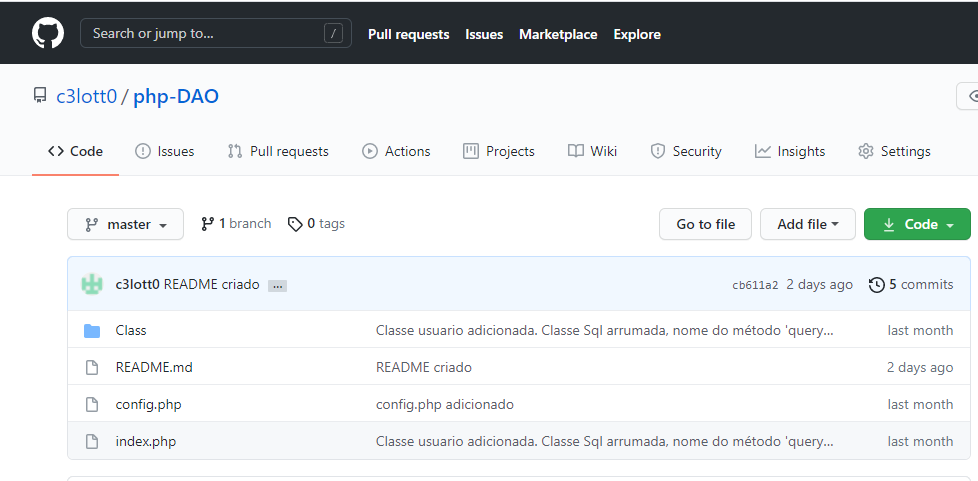 Search or jump to... / Pull requests Issues Marketplace Explore
c3lott0 / php-DAO
Code Issues Pull requests Actions Projects Wiki Security Insights Settings
master 1 branch 0 tags Go to file Add file Code
c3lott0 README criado ... cb611a2 2 days ago 5 commits
Class Classe usuario adicionada. Classe Sql arrumada, nome do método 'query... last month
README.md README criado 2 days ago
config.php config.php adicionado last month
index.php Classe usuario adicionada. Classe Sql arrumada, nome do método 'query... last month